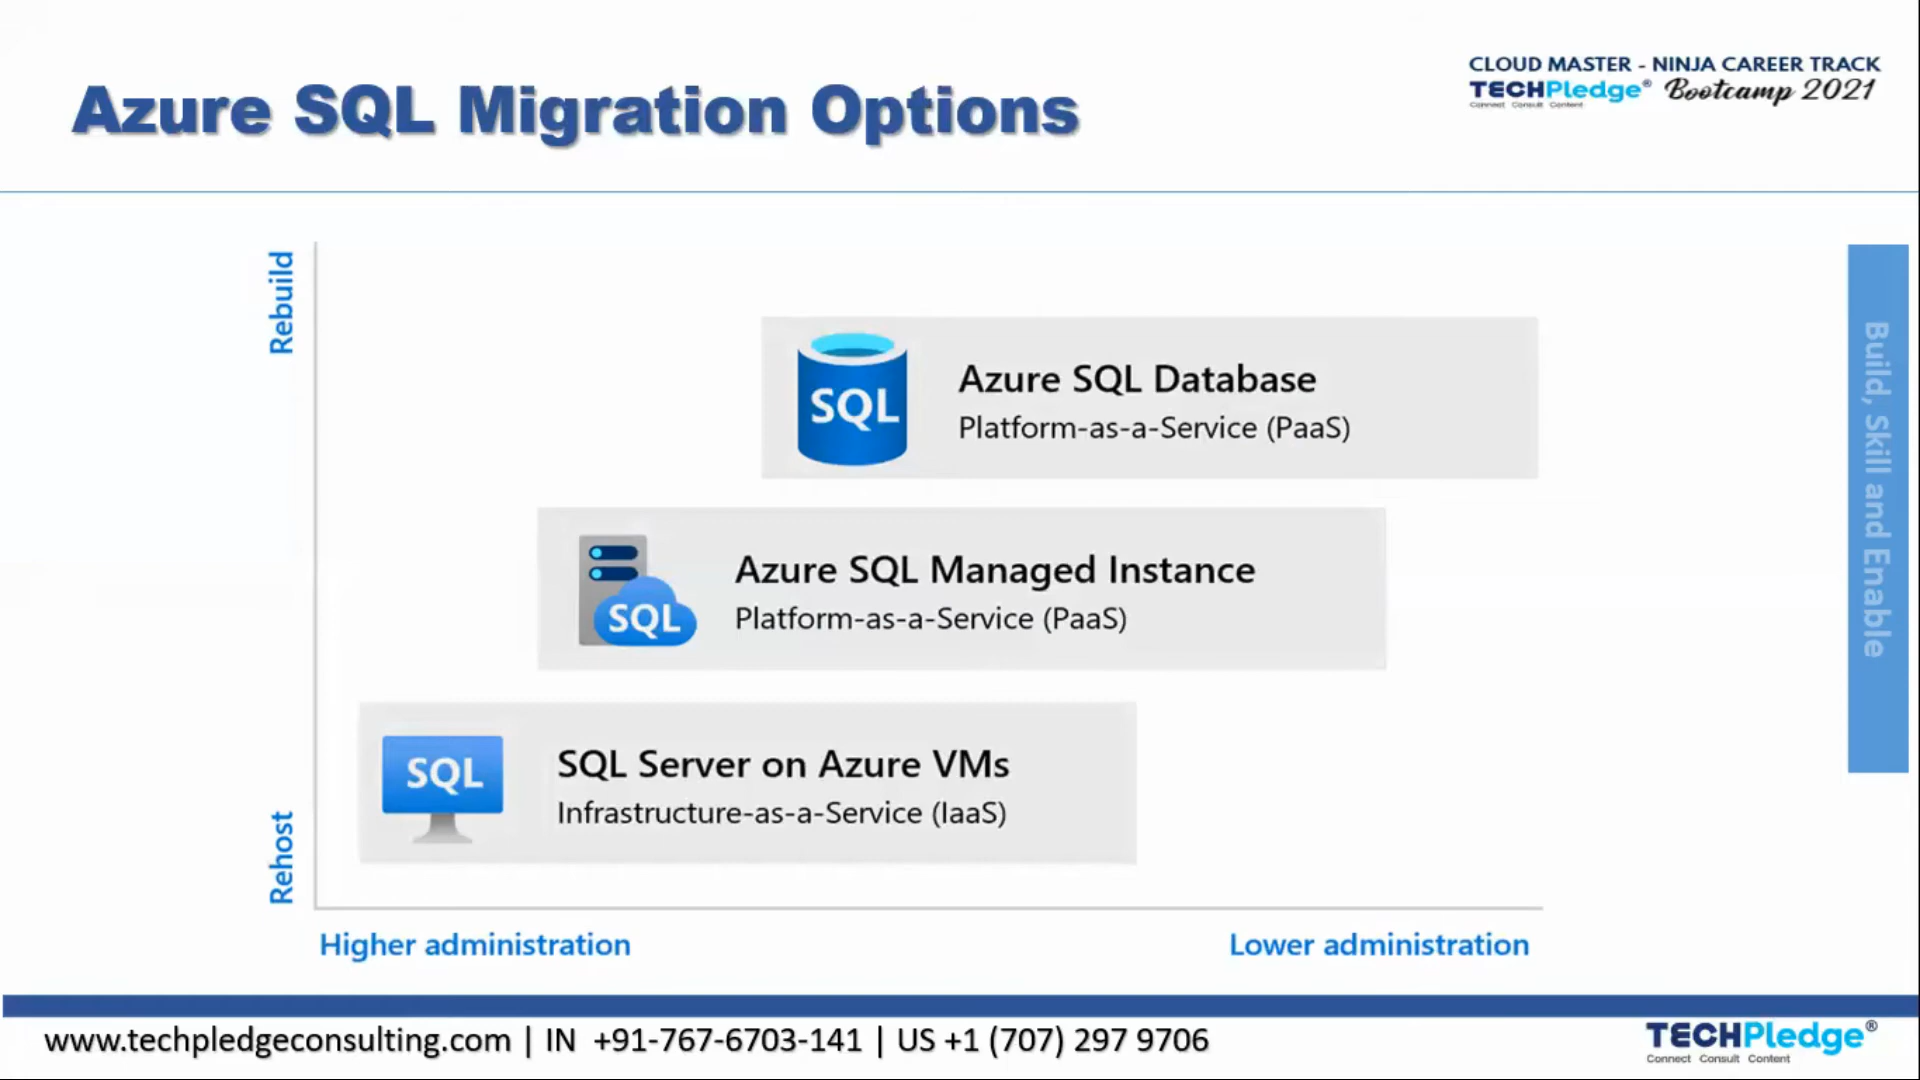 CLOUD MASTER - NINJA CAREER TRACK
TECHPledge® Bootcamp 2021
Connect Consult Content
Azure SQL Migration Options
Rebuild
SQL
Azure SQL Database
Platform-as-a-Service (PaaS)
SQL
Azure SQL Managed Instance
Platform-as-a-Service (PaaS)
SQL
SQL Server on Azure VMs
Infrastructure-as-a-Service (IaaS)
Rehost
Higher administration
Lower administration
Build, Skill and Enable
www.techpledgeconsulting.com | IN +91-767-6703-141 | US +1 (707) 297 9706
TECHPledge®
Connect Consult Content